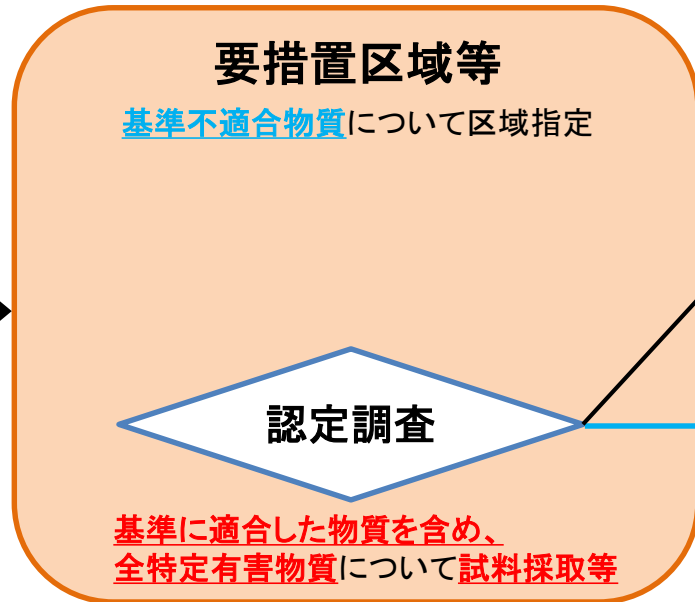 要措置区域等
基準不適合物質について区域指定
認定調査
基準に適合した物質を含め、
全特定有害物質について試料採取等